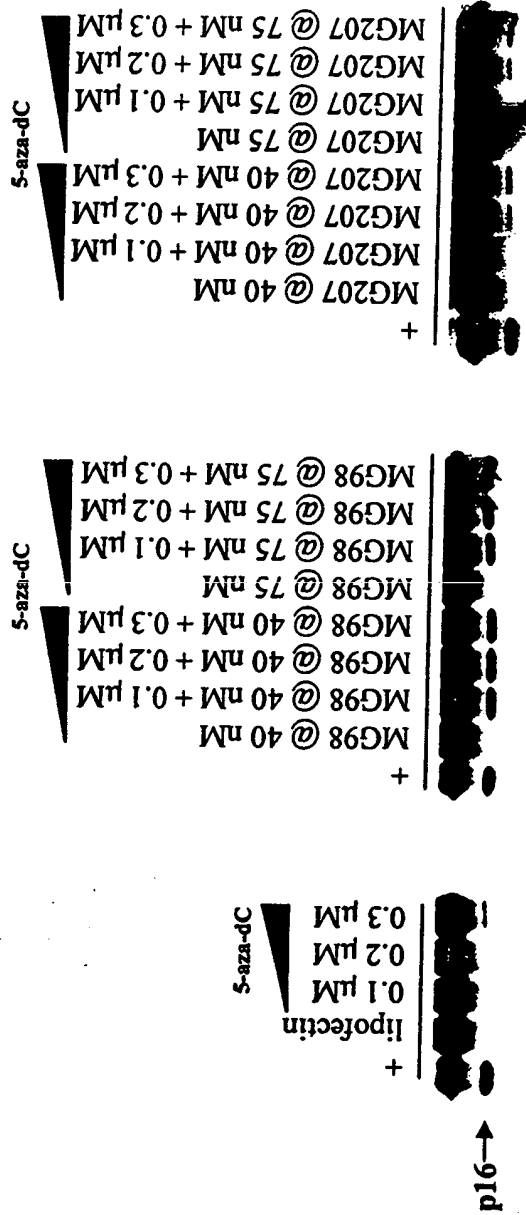 p16→
5-aza-dC
+
lipofectin
0.1 µM
0.2 µM
0.3 µM
5-aza-dC
+
MG98 @ 40 nM
MG98 @ 40 nM + 0.1 µM
MG98 @ 40 nM + 0.2 µM
MG98 @ 40 nM + 0.3 µM
MG98 @ 75 nM
MG98 @ 75 nM + 0.1 µM
MG98 @ 75 nM + 0.2 µM
MG98 @ 75 nM + 0.3 µM
5-aza-dC
+
MG207 @ 40 nM
MG207 @ 40 nM + 0.1 µM
MG207 @ 40 nM + 0.2 µM
MG207 @ 40 nM + 0.3 µM
MG207 @ 75 nM
MG207 @ 75 nM + 0.1 µM
MG207 @ 75 nM + 0.2 µM
MG207 @ 75 nM + 0.3 µM